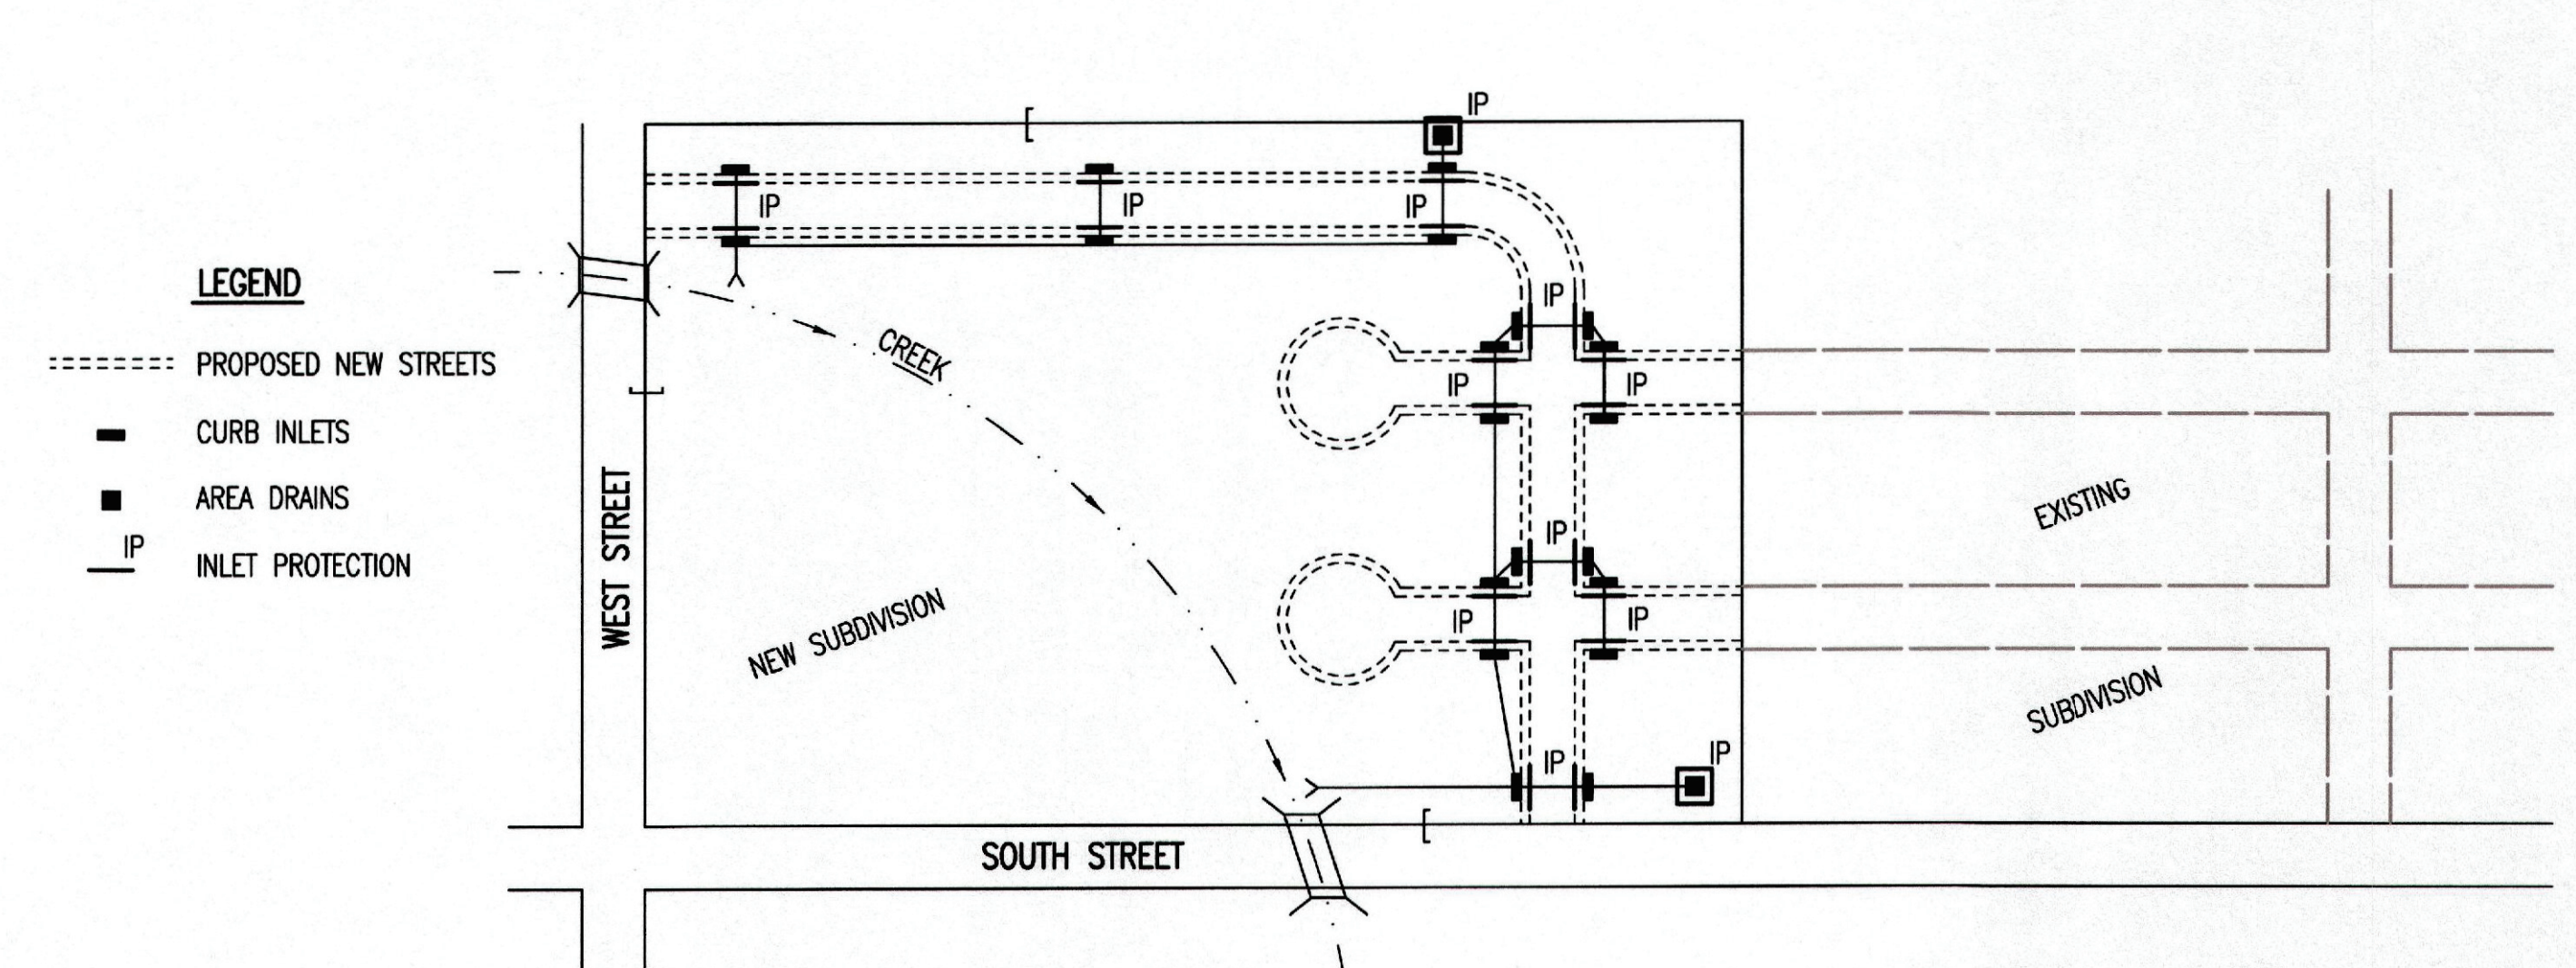 IP
IP
IP
IP
LEGEND
PROPOSED NEW STREETS
CURB INLETS
AREA DRAINS
IP
INLET PROTECTION
WEST STREET
CREEK
NEW SUBDIVISION
IP
IP
IP
IP
IP
IP
IP
IP
EXISTING
SUBDIVISION
SOUTH STREET